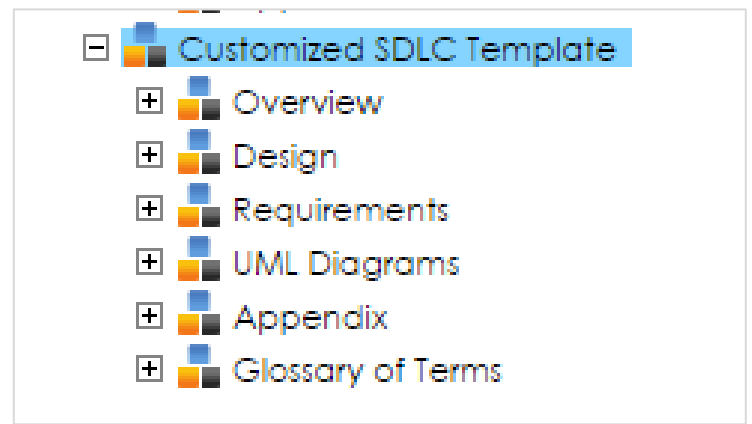 Customized SDLC Template
Overview
Design
Requirements
UML Diagrams
Appendix
Glossary of Terms